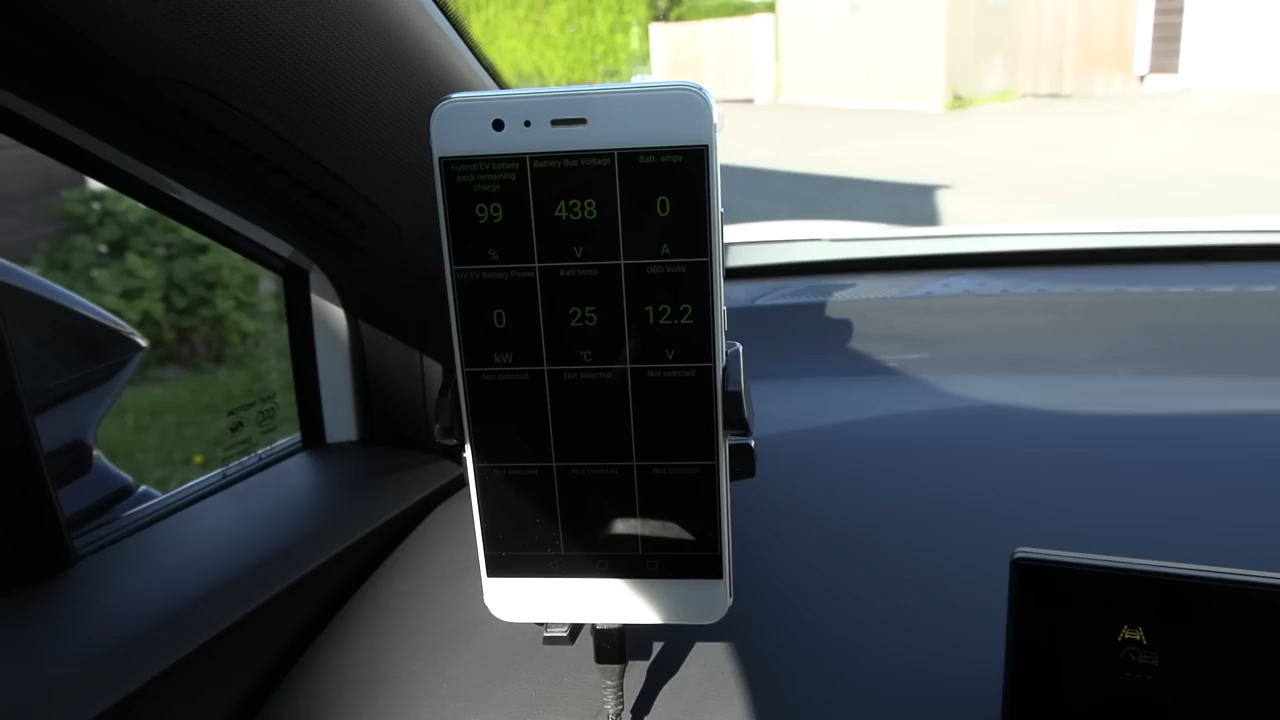 Hybrid/EV battery
pack remaining
charge
99
%
Battery Bus Voltage
438
V
Batt. amps
0
A
HV EV Battery Power
0
kW
Batt temp.
25
℃
OBD Volts
12.2
V
Not selected
Not selected
Not selected
Not selected
Not selected
Not selected